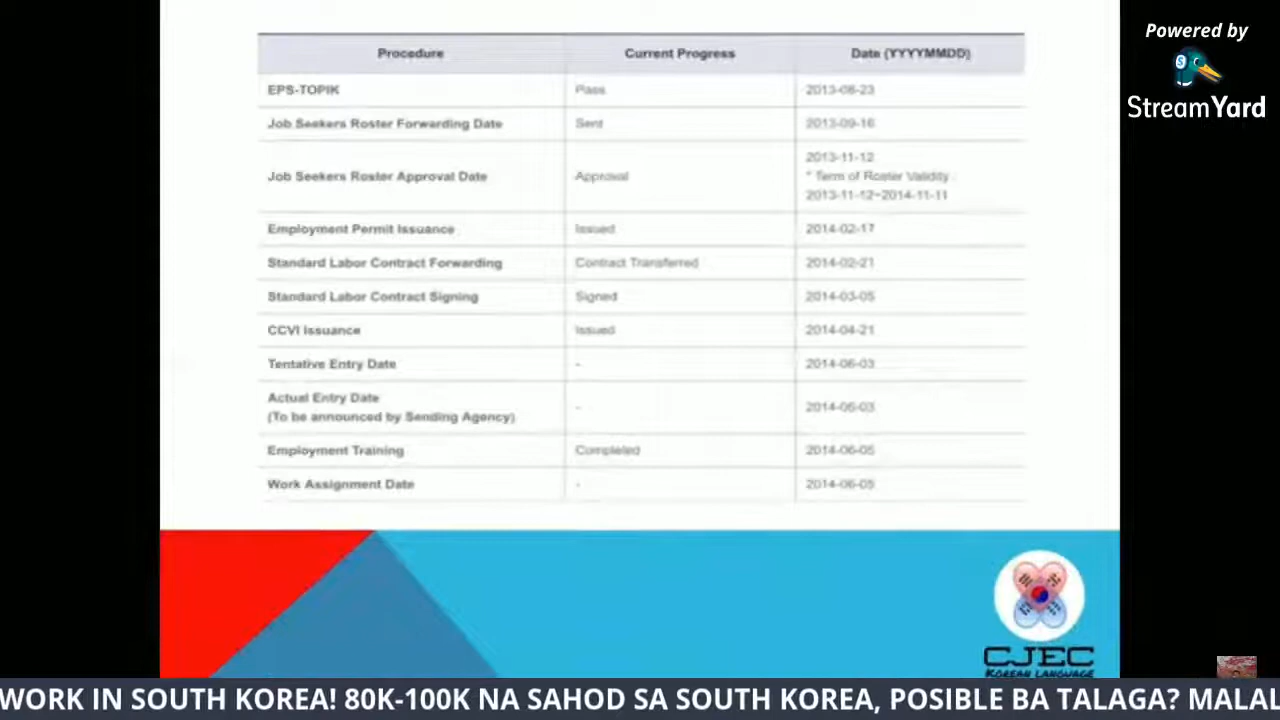 Powered by
StreamYard
Procedure Current Progress Date (YYYYMMDD)
EPS-TOPIK Pass 2013-08-23
Job Seekers Roster Forwarding Date Sent 2013-09-16
Job Seekers Roster Approval Date Approval 2013-11-12
* Term of Roster Validity :
2013-11-12~2014-11-11
Employment Permit Issuance Issued 2014-02-17
Standard Labor Contract Forwarding Contract Transferred 2014-02-21
Standard Labor Contract Signing Signed 2014-03-05
CCVI Issuance Issued 2014-04-21
Tentative Entry Date - 2014-06-03
Actual Entry Date
(To be announced by Sending Agency) - 2014-06-03
Employment Training Completed 2014-06-05
Work Assignment Date - 2014-06-05
CJEC
KOREAN LANGUAGE
WORK IN SOUTH KOREA! 80K-100K NA SAHOD SA SOUTH KOREA, POSIBLE BA TALAGA? MALAL